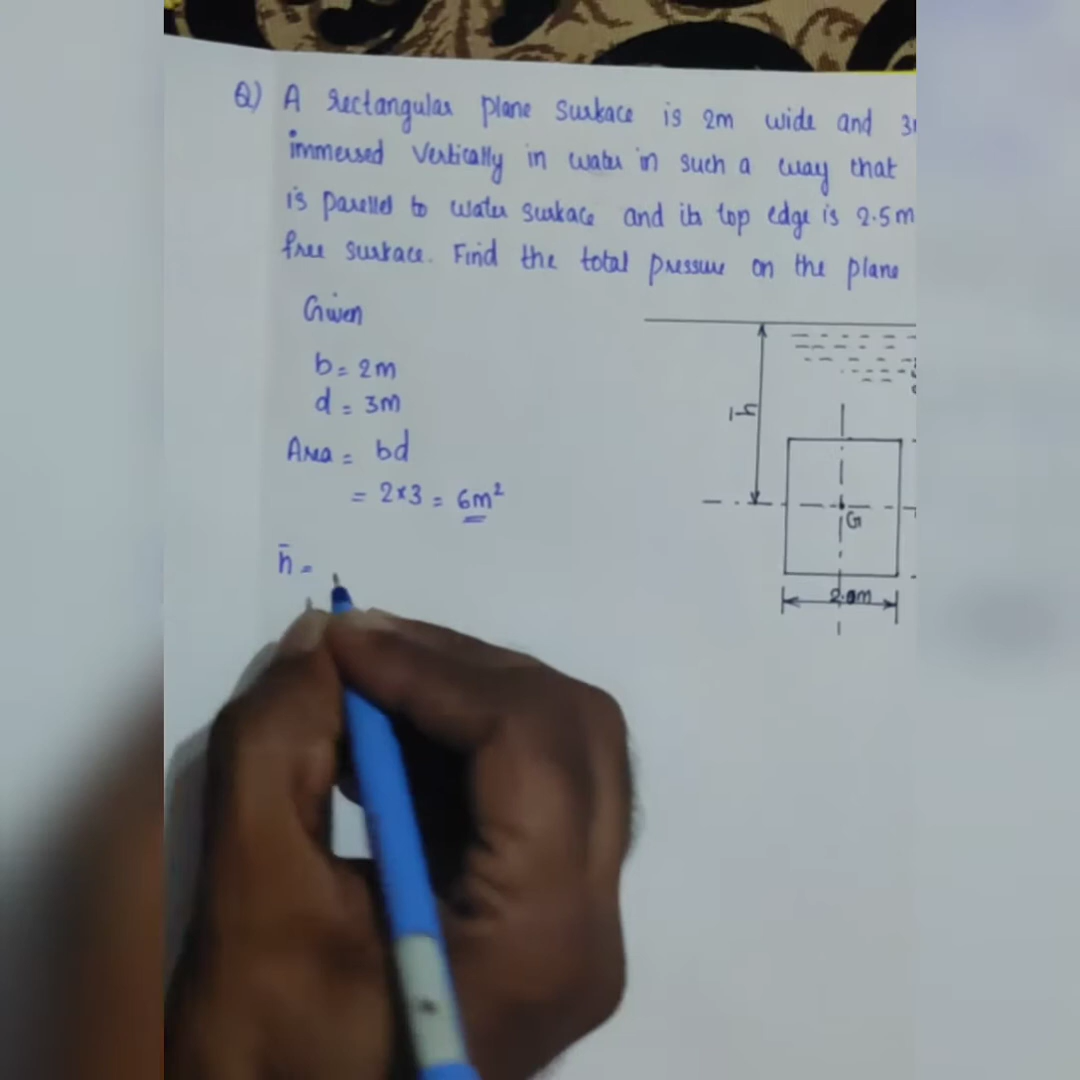 Q) A rectangular plane surface is 2m wide and 3
immersed vertically in water in such a way that
is parellel to water surface and its top edge is 2.5m
free surface. Find the total pressure on the plane
Given
b = 2m
d = 3m
Area = bd
= 2×3 = 6m²
h̄ =
h̄
G
2.0m